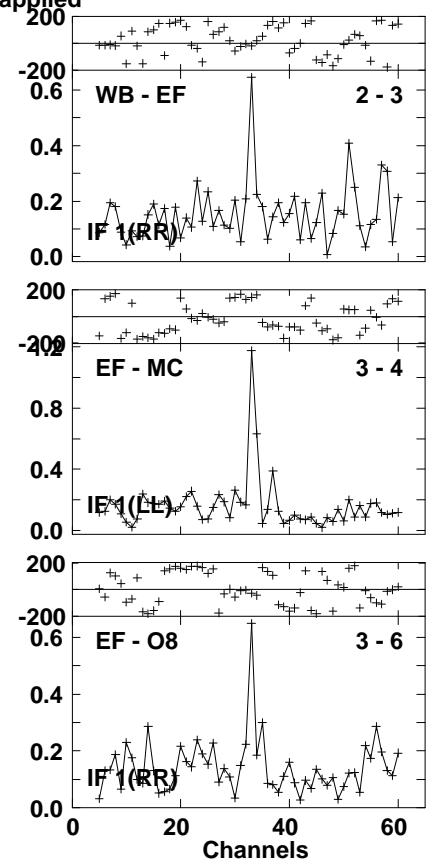 applied
200
-200
0.6
WB - EF 2 - 3
0.4
0.2
IF 1(RR)
0.0
200
-200
1.2
EF - MC 3 - 4
0.8
0.4
IF 1(LL)
0.0
200
-200
0.6
EF - O8 3 - 6
0.4
0.2
IF 1(RR)
0.0
0 20 40 60
Channels